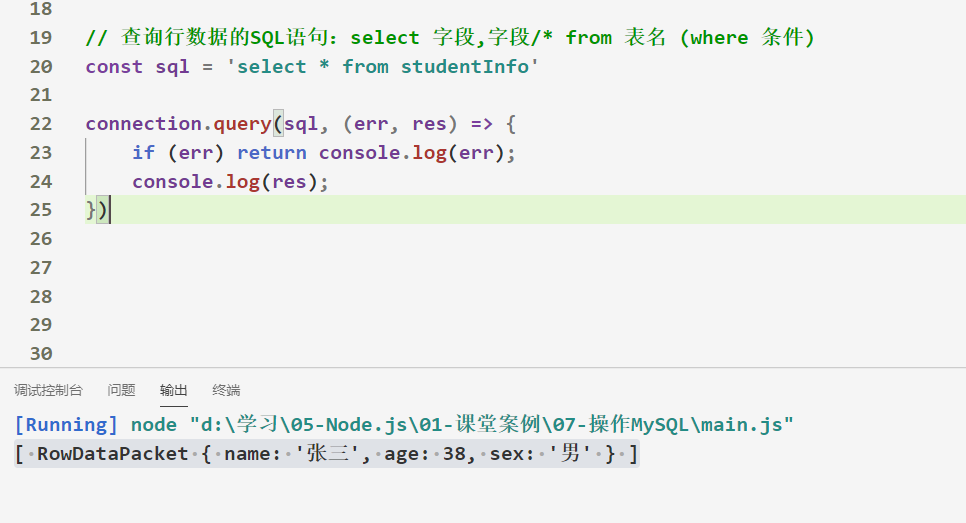 18
19 // 查询行数据的SQL语句：select 字段,字段/* from 表名 (where 条件)
20 const sql = 'select * from studentInfo'
21
22 connection.query(sql, (err, res) => {
23 if (err) return console.log(err);
24 console.log(res);
25 })
26
27
28
29
30
调试控制台 问题 输出 终端
[Running] node "d:\学习\05-Node.js\01-课堂案例\07-操作MySQL\main.js"
[ RowDataPacket { name: '张三', age: 38, sex: '男' } ]